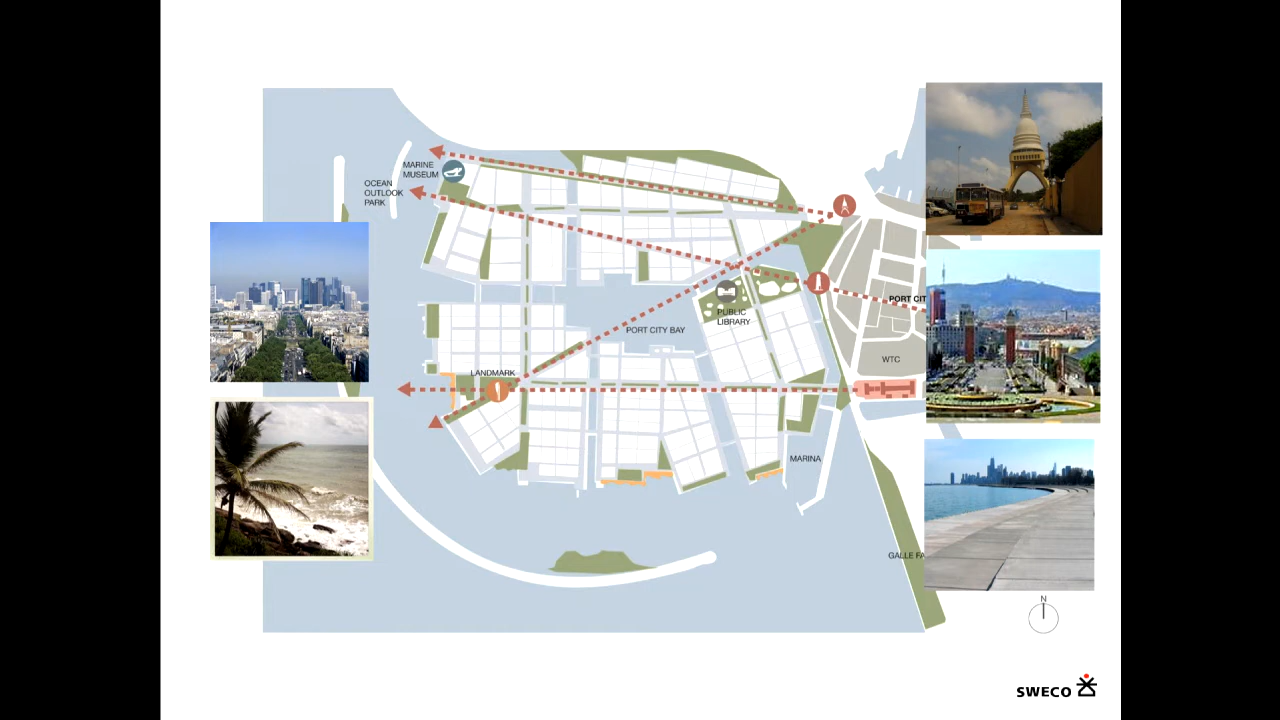 MARINE
MUSEUM
OCEAN
OUTLOOK
PARK
PORT CIT
PUBLIC
LIBRARY
PORT CITY BAY
WTC
LANDMARK
MARINA
GALLE FA
N
SWECO